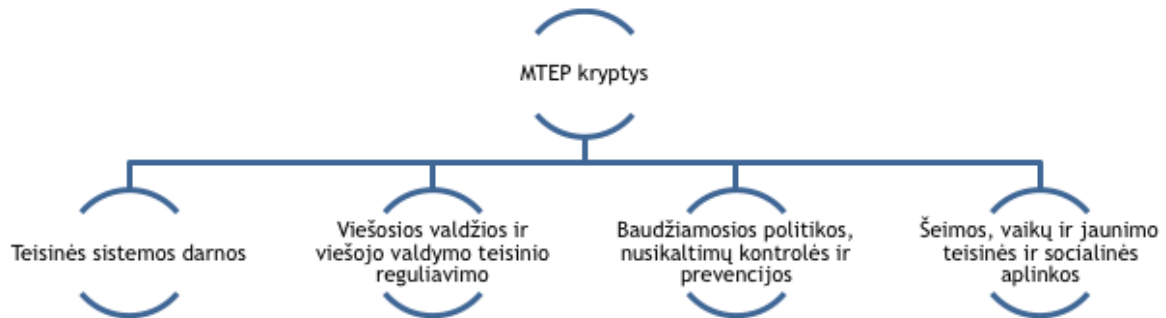 MTEP kryptys
Teisinės sistemos darnos
Viešosios valdžios ir
viešojo valdymo teisinio
reguliavimo
Baudžiamosios politikos,
nusikaltimų kontrolės ir
prevencijos
Šeimos, vaikų ir jaunimo
teisinės ir socialinės
aplinkos